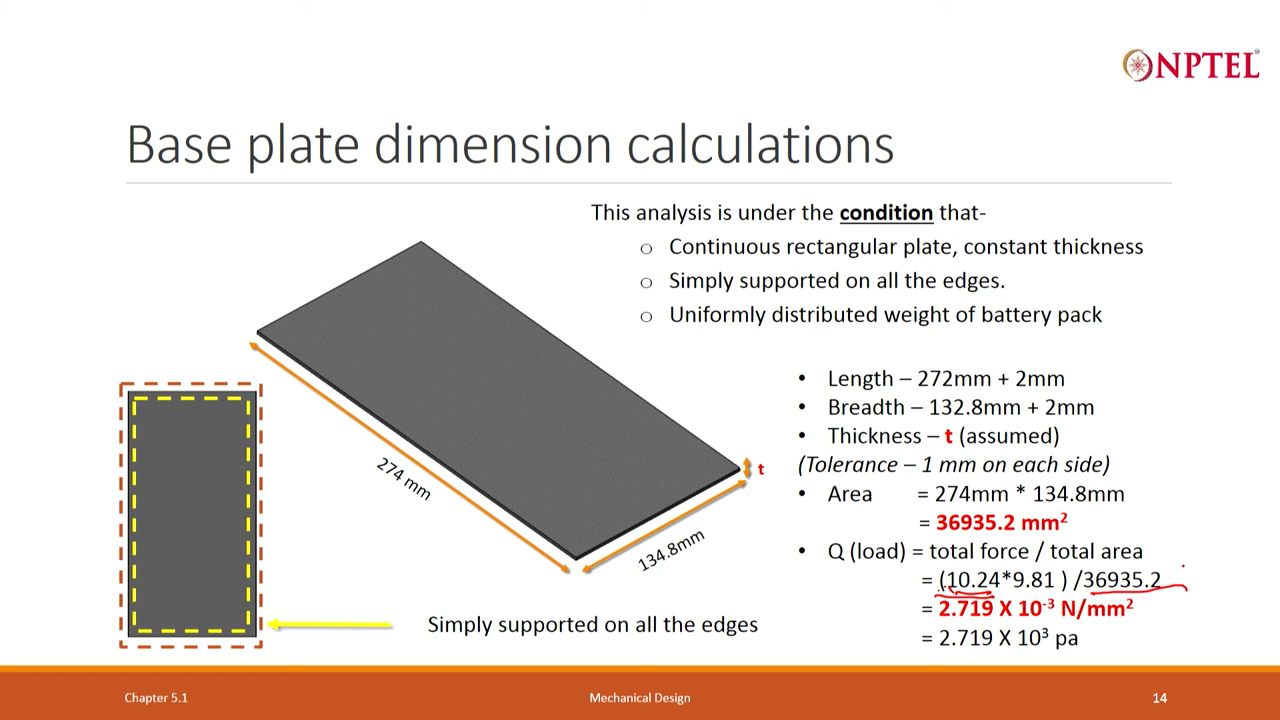 NPTEL
Base plate dimension calculations
This analysis is under the condition that-
o Continuous rectangular plate, constant thickness
o Simply supported on all the edges.
o Uniformly distributed weight of battery pack
• Length – 272mm + 2mm
• Breadth – 132.8mm + 2mm
• Thickness – t (assumed)
(Tolerance – 1 mm on each side)
• Area = 274mm * 134.8mm
= 36935.2 mm²
• Q (load) = total force / total area
= (10.24*9.81 ) /36935.2
= 2.719 X 10⁻³ N/mm²
= 2.719 X 10³ pa
274 mm
134.8mm
t
Simply supported on all the edges
Chapter 5.1
Mechanical Design
14